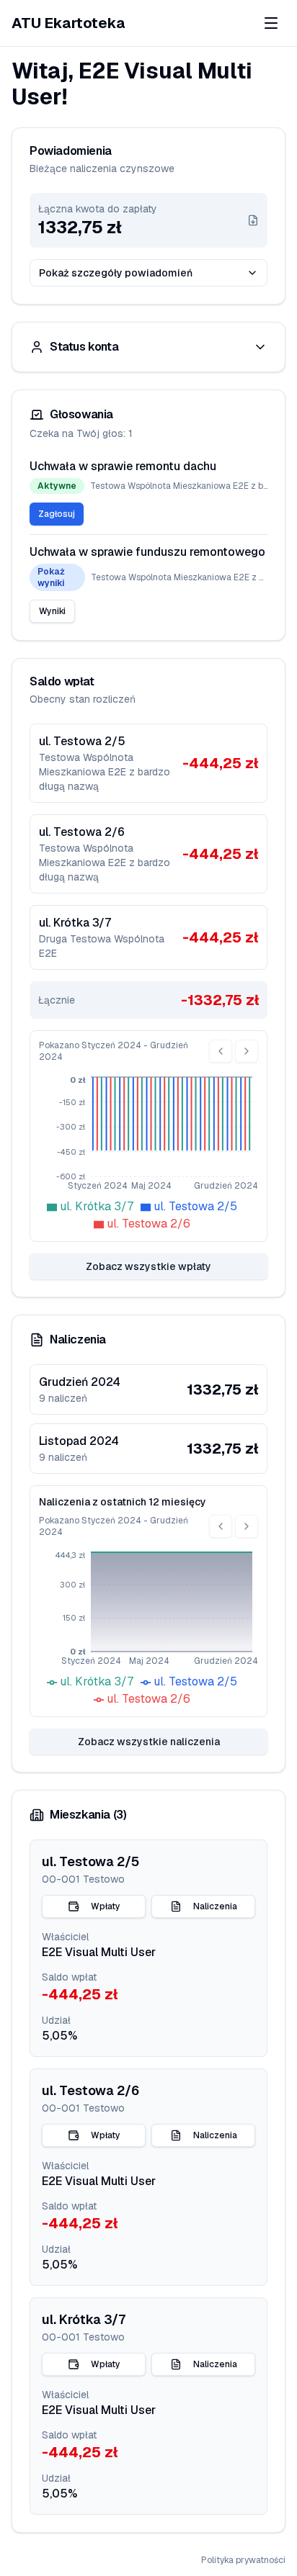 ATU Ekartoteka
Witaj, E2E Visual Multi
User!
Powiadomienia
Bieżące naliczenia czynszowe
Łączna kwota do zapłaty
1332,75 zł
Pokaż szczegóły powiadomień
Status konta
Głosowania
Czeka na Twój głos: 1
Uchwała w sprawie remontu dachu
Aktywne Testowa Wspólnota Mieszkaniowa E2E z b...
Zagłosuj
Uchwała w sprawie funduszu remontowego
Pokaż
wyniki
Testowa Wspólnota Mieszkaniowa E2E z ...
Wyniki
Saldo wpłat
Obecny stan rozliczeń
ul. Testowa 2/5
Testowa Wspólnota
Mieszkaniowa E2E z bardzo
długą nazwą
-444,25 zł
ul. Testowa 2/6
Testowa Wspólnota
Mieszkaniowa E2E z bardzo
długą nazwą
-444,25 zł
ul. Krótka 3/7
Druga Testowa Wspólnota
E2E
-444,25 zł
Łącznie -1332,75 zł
Pokazano Styczeń 2024 - Grudzień
2024
0 zł
-150 zł
-300 zł
-450 zł
-600 zł
Styczeń 2024 Maj 2024 Grudzień 2024
ul. Krótka 3/7 ul. Testowa 2/5
ul. Testowa 2/6
Zobacz wszystkie wpłaty
Naliczenia
Grudzień 2024
9 naliczeń
1332,75 zł
Listopad 2024
9 naliczeń
1332,75 zł
Naliczenia z ostatnich 12 miesięcy
Pokazano Styczeń 2024 - Grudzień
2024
444,3 zł
300 zł
150 zł
0 zł
Styczeń 2024 Maj 2024 Grudzień 2024
ul. Krótka 3/7 ul. Testowa 2/5
ul. Testowa 2/6
Zobacz wszystkie naliczenia
Mieszkania (3)
ul. Testowa 2/5
00-001 Testowo
Wpłaty Naliczenia
Właściciel
E2E Visual Multi User
Saldo wpłat
-444,25 zł
Udział
5,05%
ul. Testowa 2/6
00-001 Testowo
Wpłaty Naliczenia
Właściciel
E2E Visual Multi User
Saldo wpłat
-444,25 zł
Udział
5,05%
ul. Krótka 3/7
00-001 Testowo
Wpłaty Naliczenia
Właściciel
E2E Visual Multi User
Saldo wpłat
-444,25 zł
Udział
5,05%
Polityka prywatności